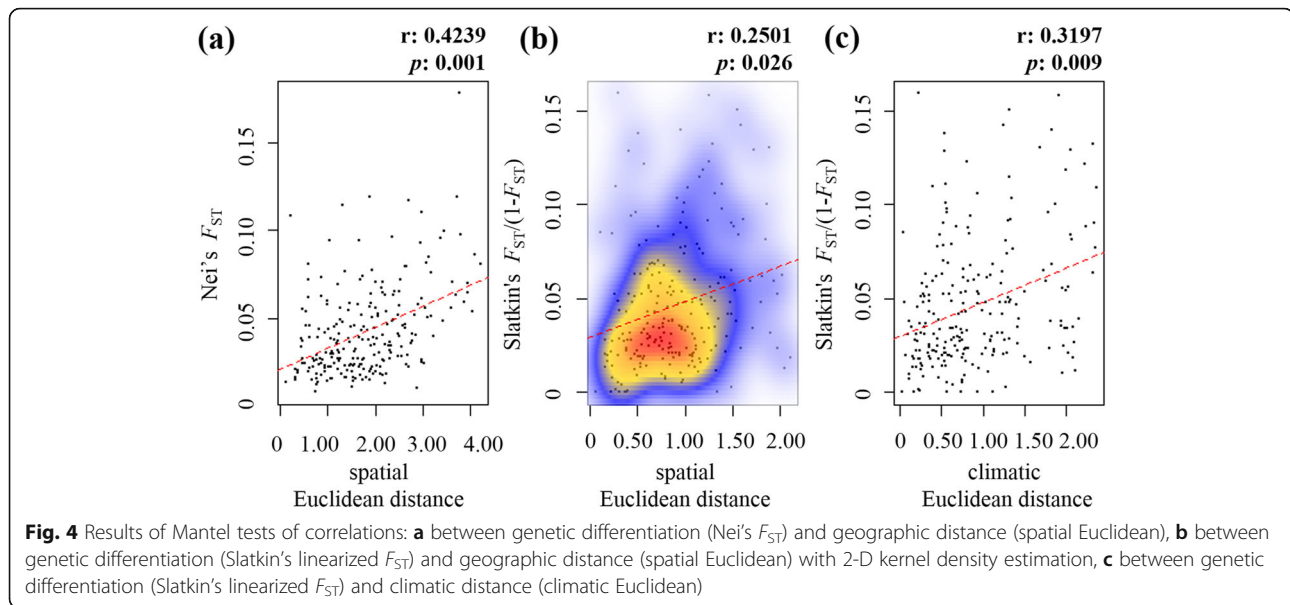 (a)
r: 0.4239
p: 0.001
Nei's FST
0
0.05
0.10
0.15
0 1.00 2.00 3.00 4.00
spatial
Euclidean distance
(b)
r: 0.2501
p: 0.026
Slatkin's FST/(1-FST)
0
0.05
0.10
0.15
0 0.50 1.00 1.50 2.00
spatial
Euclidean distance
(c)
r: 0.3197
p: 0.009
Slatkin's FST/(1-FST)
0
0.05
0.10
0.15
0 0.50 1.00 1.50 2.00
climatic
Euclidean distance
Fig. 4 Results of Mantel tests of correlations: a between genetic differentiation (Nei's FST) and geographic distance (spatial Euclidean), b between
genetic differentiation (Slatkin's linearized FST) and geographic distance (spatial Euclidean) with 2-D kernel density estimation, c between genetic
differentiation (Slatkin's linearized FST) and climatic distance (climatic Euclidean)